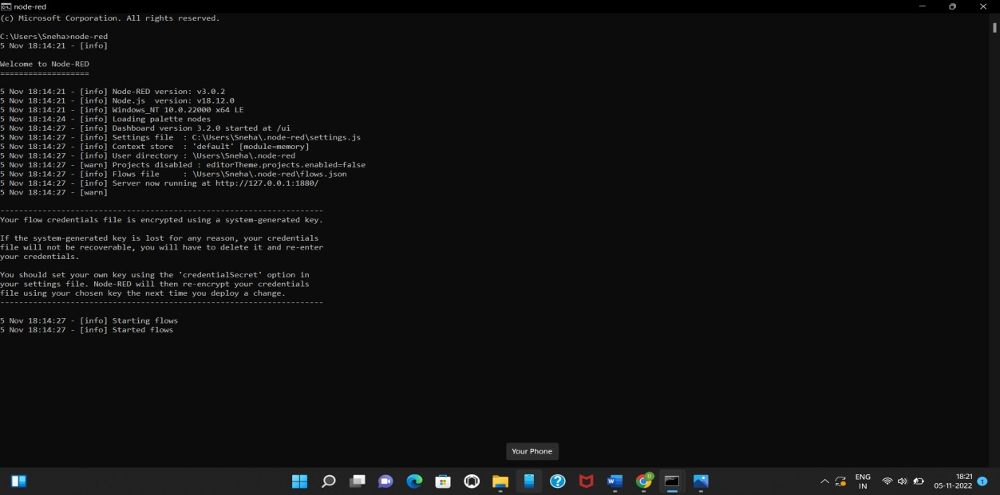 node-red
(c) Microsoft Corporation. All rights reserved.
C:\Users\Sneha>node-red
5 Nov 18:14:21 - [info]
Welcome to Node-RED
===================
5 Nov 18:14:21 - [info] Node-RED version: v3.0.2
5 Nov 18:14:21 - [info] Node.js  version: v18.12.0
5 Nov 18:14:21 - [info] Windows_NT 10.0.22000 x64 LE
5 Nov 18:14:24 - [info] Loading palette nodes
5 Nov 18:14:27 - [info] Dashboard version 3.2.0 started at /ui
5 Nov 18:14:27 - [info] Settings file  : C:\Users\Sneha\.node-red\settings.js
5 Nov 18:14:27 - [info] Context store  : 'default' [module=memory]
5 Nov 18:14:27 - [info] User directory : \Users\Sneha\.node-red
5 Nov 18:14:27 - [warn] Projects disabled : editorTheme.projects.enabled=false
5 Nov 18:14:27 - [info] Flows file     : \Users\Sneha\.node-red\flows.json
5 Nov 18:14:27 - [info] Server now running at http://127.0.0.1:1880/
5 Nov 18:14:27 - [warn]
---------------------------------------------------------------------
Your flow credentials file is encrypted using a system-generated key.
If the system-generated key is lost for any reason, your credentials
file will not be recoverable, you will have to delete it and re-enter
your credentials.
You should set your own key using the 'credentialSecret' option in
your settings file. Node-RED will then re-encrypt your credentials
file using your chosen key the next time you deploy a change.
---------------------------------------------------------------------
5 Nov 18:14:27 - [info] Starting flows
5 Nov 18:14:27 - [info] Started flows
Your Phone
ENG
IN
18:21
05-11-2022
1